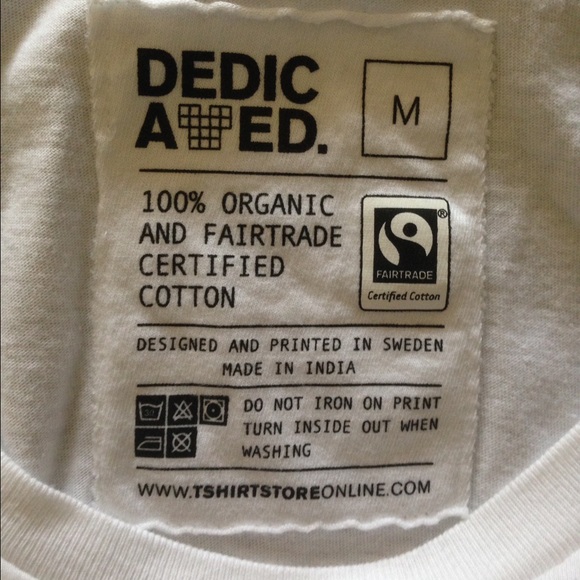 DEDIC
ATED.
M
100% ORGANIC
AND FAIRTRADE
CERTIFIED
COTTON
®
FAIRTRADE
Certified Cotton
DESIGNED AND PRINTED IN SWEDEN
MADE IN INDIA
DO NOT IRON ON PRINT
TURN INSIDE OUT WHEN
WASHING
WWW.TSHIRTSTOREONLINE.COM